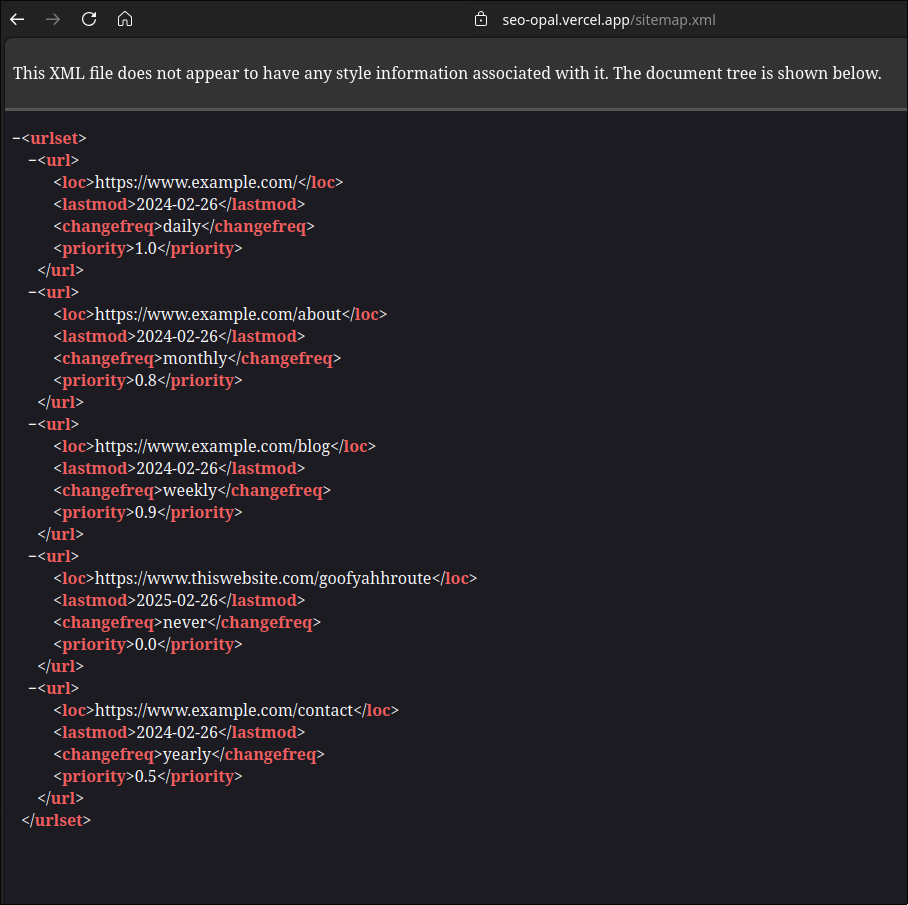 seo-opal.vercel.app/sitemap.xml
This XML file does not appear to have any style information associated with it. The document tree is shown below.
−<urlset>
−<url>
<loc>https://www.example.com/</loc>
<lastmod>2024-02-26</lastmod>
<changefreq>daily</changefreq>
<priority>1.0</priority>
</url>
−<url>
<loc>https://www.example.com/about</loc>
<lastmod>2024-02-26</lastmod>
<changefreq>monthly</changefreq>
<priority>0.8</priority>
</url>
−<url>
<loc>https://www.example.com/blog</loc>
<lastmod>2024-02-26</lastmod>
<changefreq>weekly</changefreq>
<priority>0.9</priority>
</url>
−<url>
<loc>https://www.thiswebsite.com/goofyahhroute</loc>
<lastmod>2025-02-26</lastmod>
<changefreq>never</changefreq>
<priority>0.0</priority>
</url>
−<url>
<loc>https://www.example.com/contact</loc>
<lastmod>2024-02-26</lastmod>
<changefreq>yearly</changefreq>
<priority>0.5</priority>
</url>
</urlset>